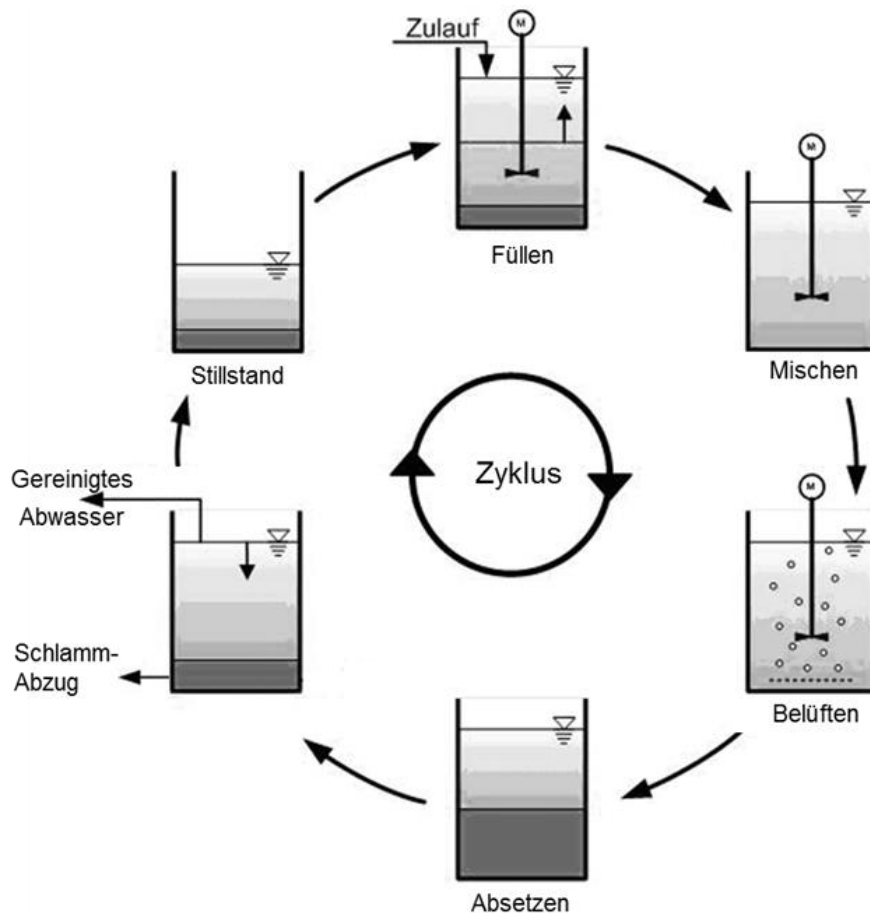 Zulauf
M
Füllen
M
Mischen
M
Belüften
Absetzen
Gereinigtes
Abwasser
Schlamm-
Abzug
Stillstand
Zyklus